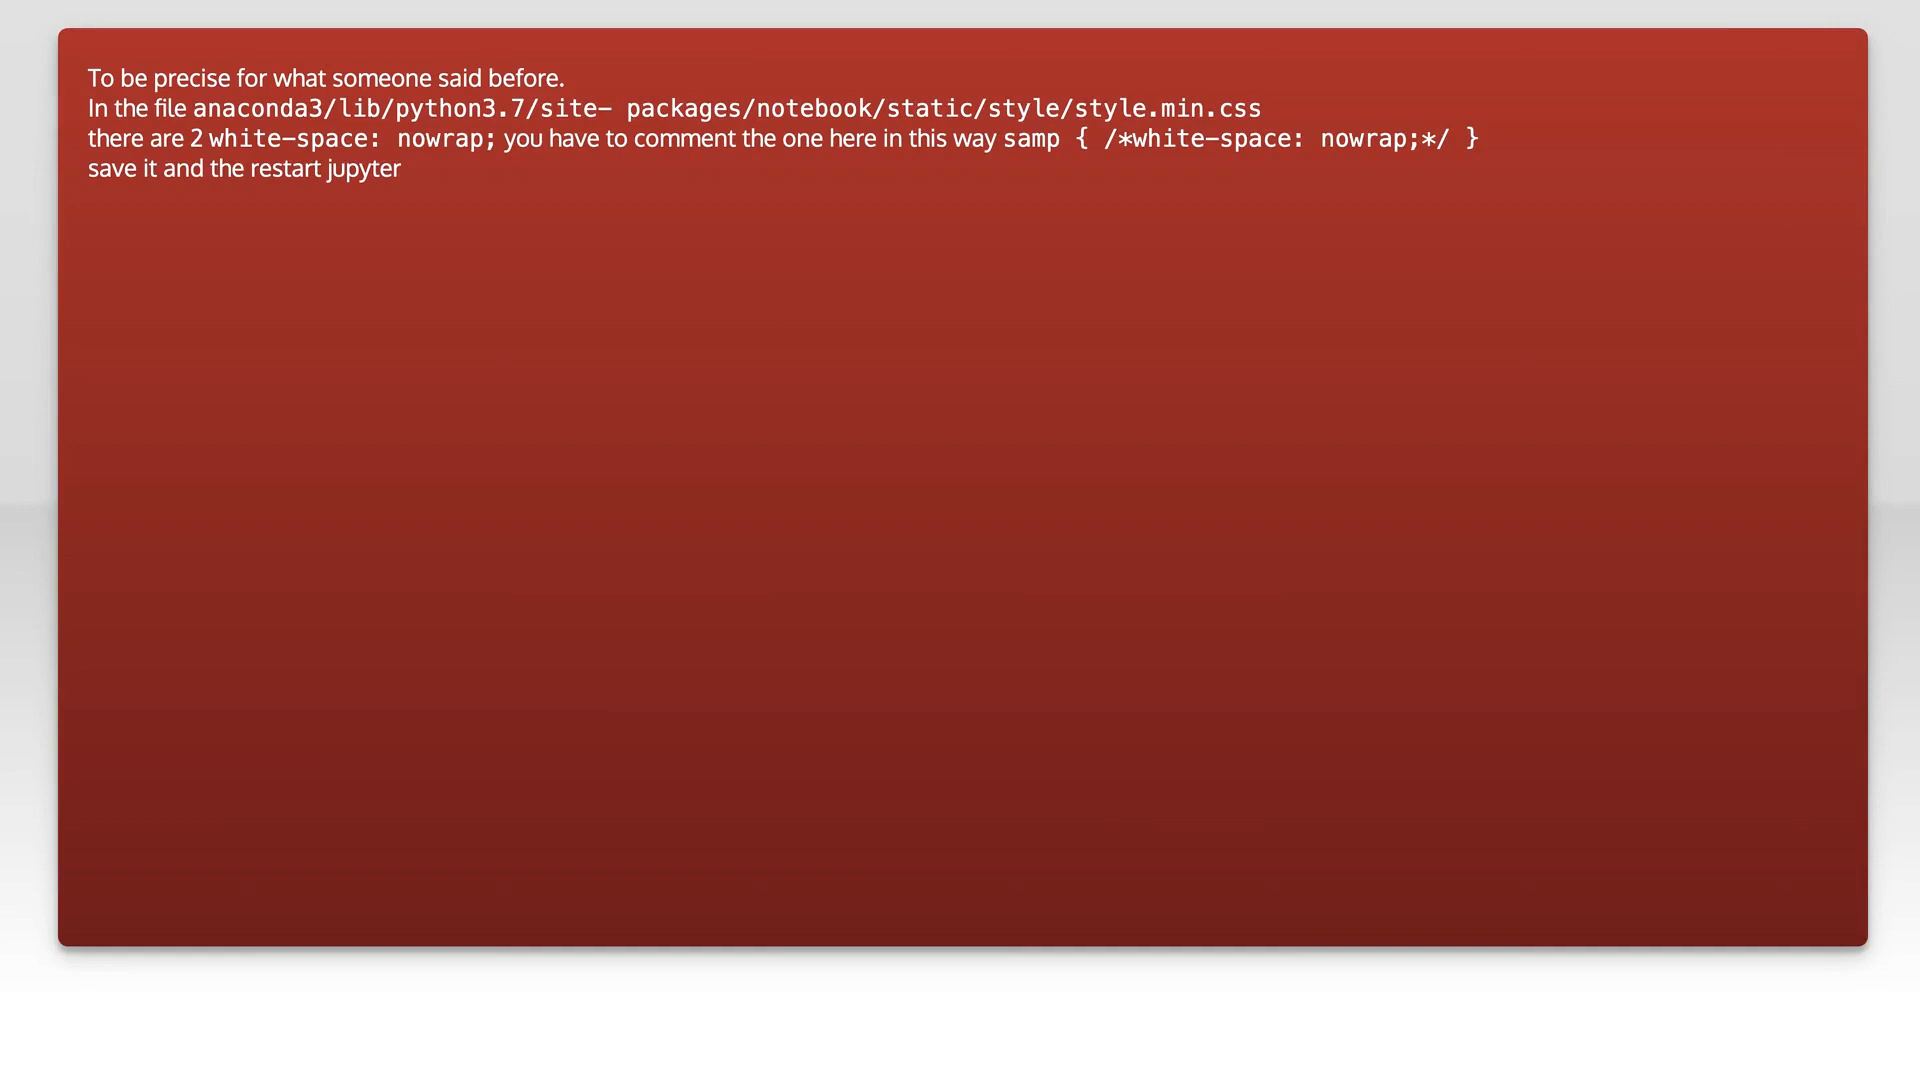 To be precise for what someone said before.
In the file anaconda3/lib/python3.7/site- packages/notebook/static/style/style.min.css
there are 2 white-space: nowrap; you have to comment the one here in this way samp { /*white-space: nowrap;*/ }
save it and the restart jupyter